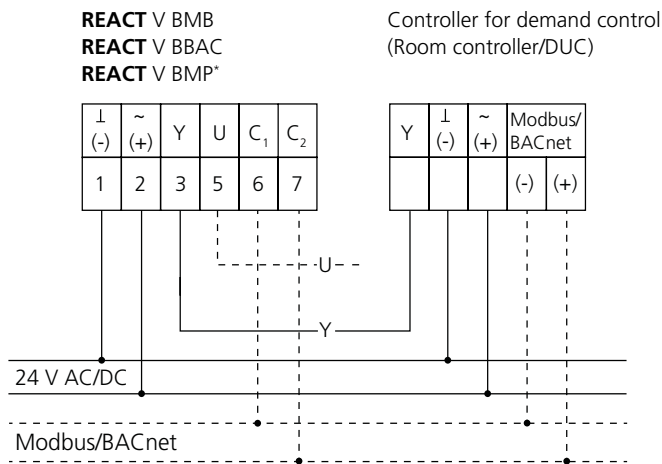 REACT V BMB
REACT V BBAC
REACT V BMP*
Controller for demand control
(Room controller/DUC)
⊥ ~ Y U C₁ C₂
(-) (+)
1 2 3 5 6 7
Y ⊥ ~ Modbus/
(-) (+) BACnet
(-) (+)
U
Y
24 V AC/DC
Modbus/BACnet